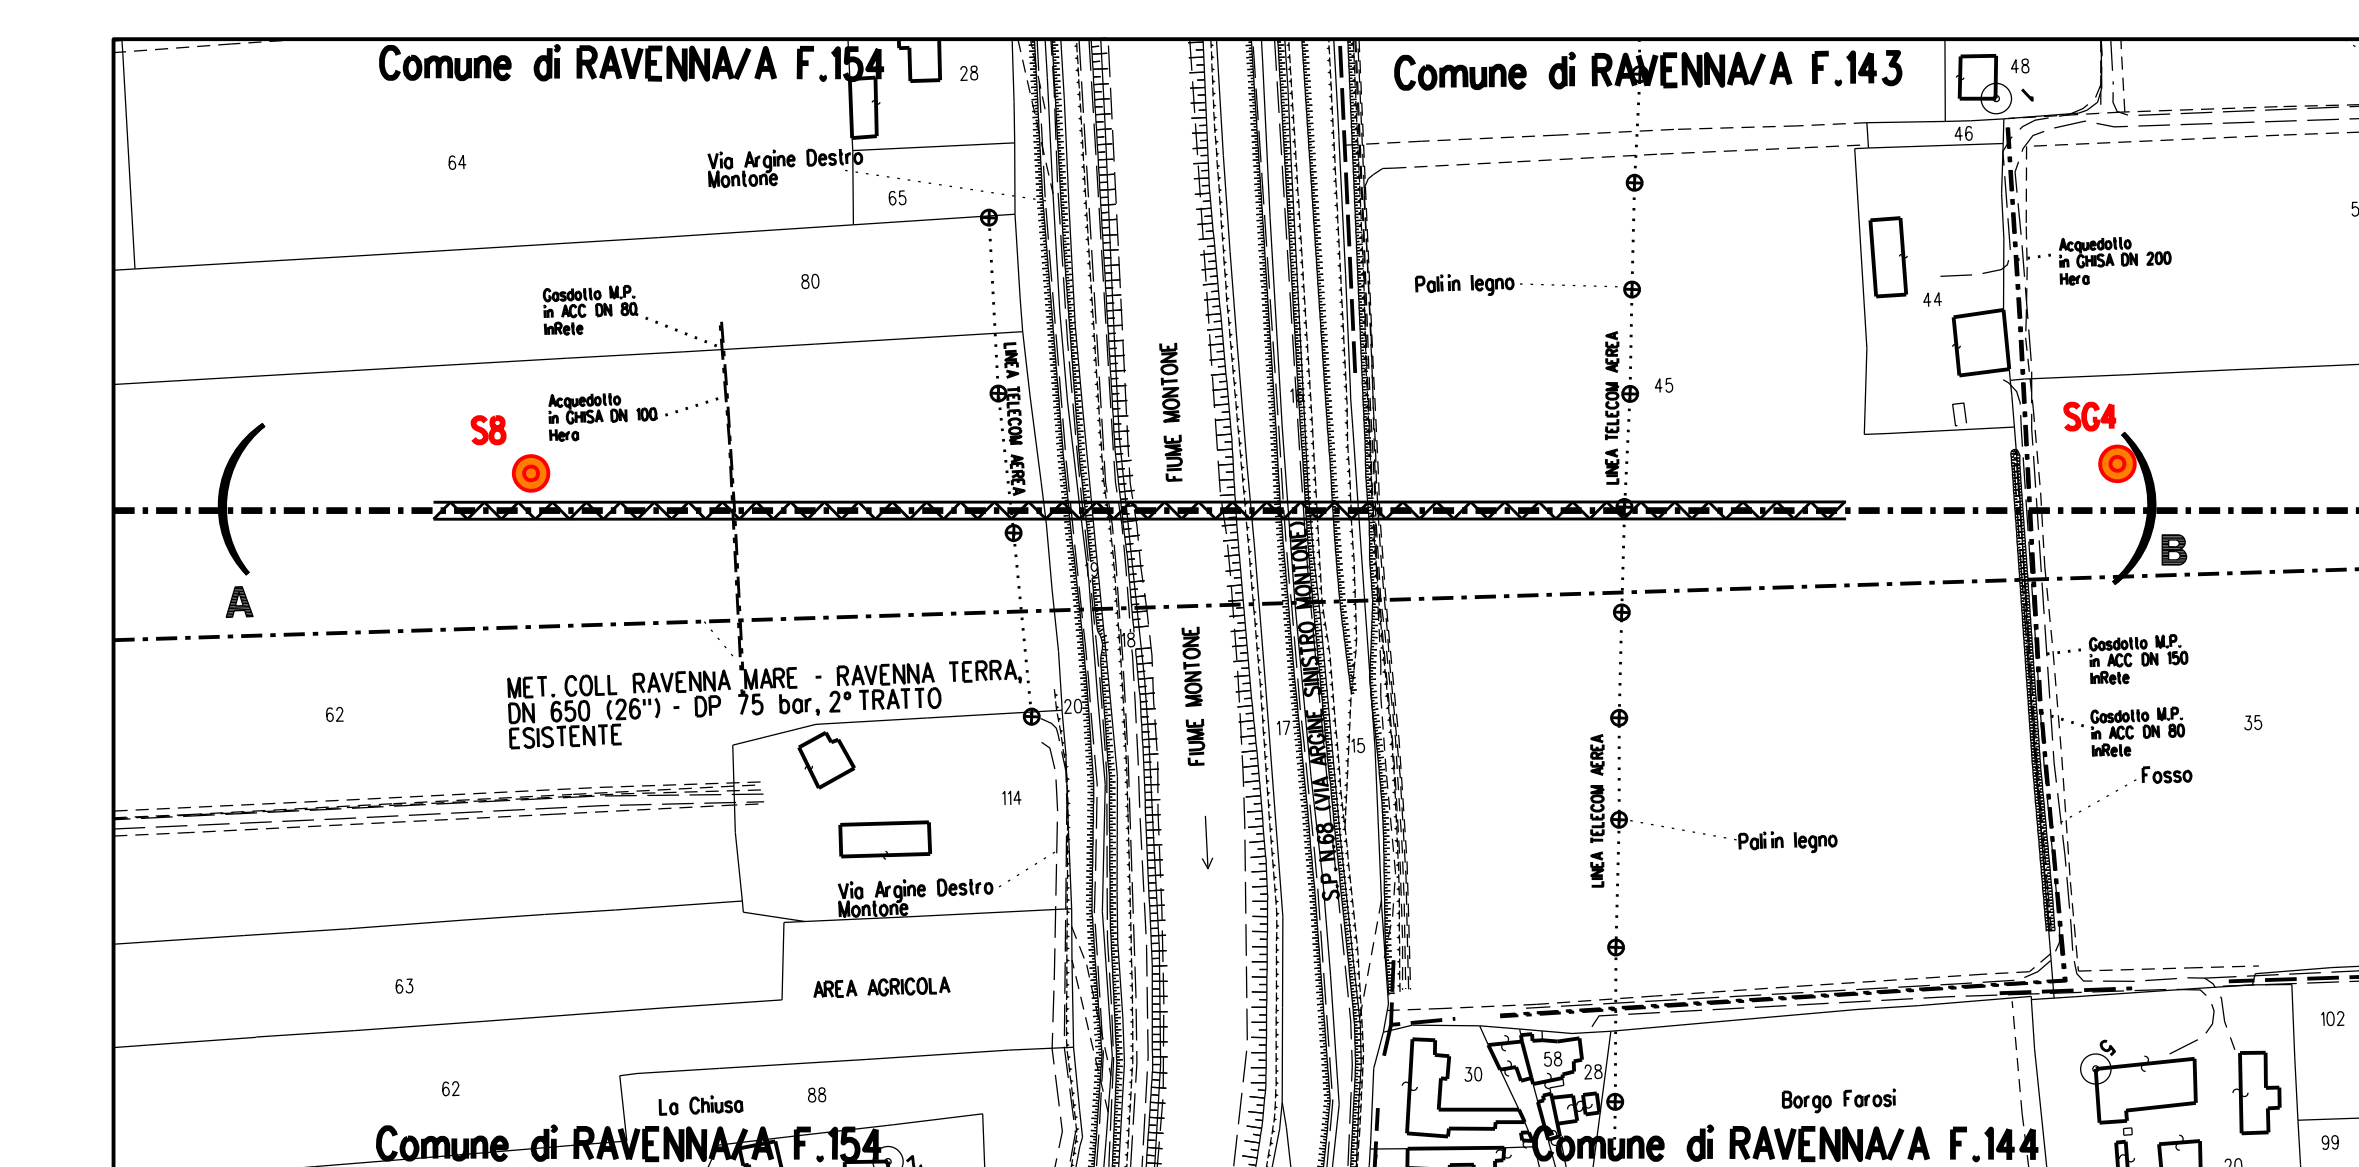 Comune di RAVENNA/A F.154
28
Comune di RAVENNA/A F.143
48
46
64
Via Argine Destro
Montone
65
80
Gasdotto M.P.
in ACC DN 80
InRete
Acquedotto
in GHISA DN 100
Hera
S8
LINEA TELECOM AEREA
FIUME MONTONE
Pali in legno
LINEA TELECOM AEREA
45
44
Acquedotto
in GHISA DN 200
Hera
SG4
A
B
MET. COLL RAVENNA MARE - RAVENNA TERRA,
DN 650 (26") - DP 75 bar, 2° TRATTO
ESISTENTE
62
18
20
FIUME MONTONE
17
S.P. N.68 (VIA ARGINE SINISTRO MONTONE)
15
LINEA TELECOM AEREA
Pali in legno
Gasdotto M.P.
in ACC DN 150
InRete
Gasdotto M.P.
in ACC DN 80
InRete
35
Fosso
114
Via Argine Destro
Montone
63
AREA AGRICOLA
62
La Chiusa
88
Comune di RAVENNA/A F.154
30
58
28
Borgo Farosi
5
102
99
20
Comune di RAVENNA/A F.144